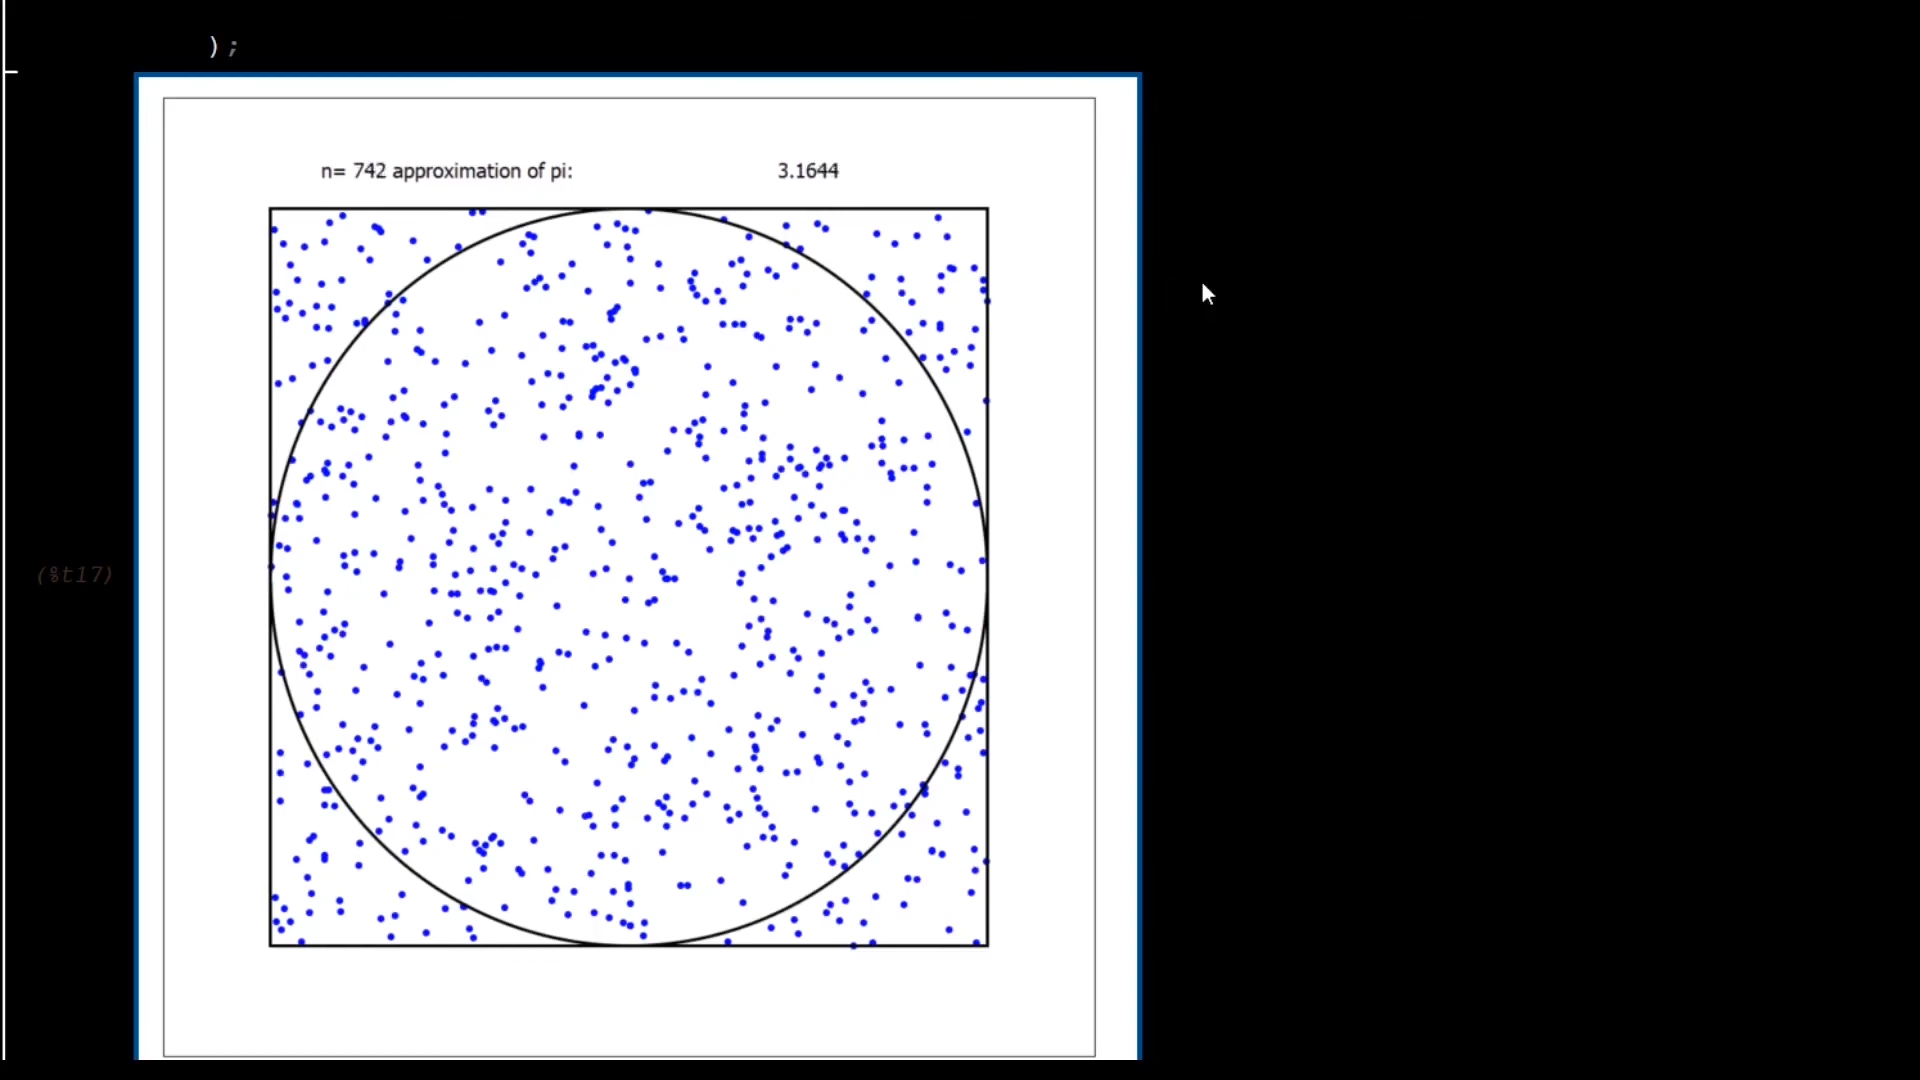 );
n= 742 approximation of pi: 3.1644
(%t17)